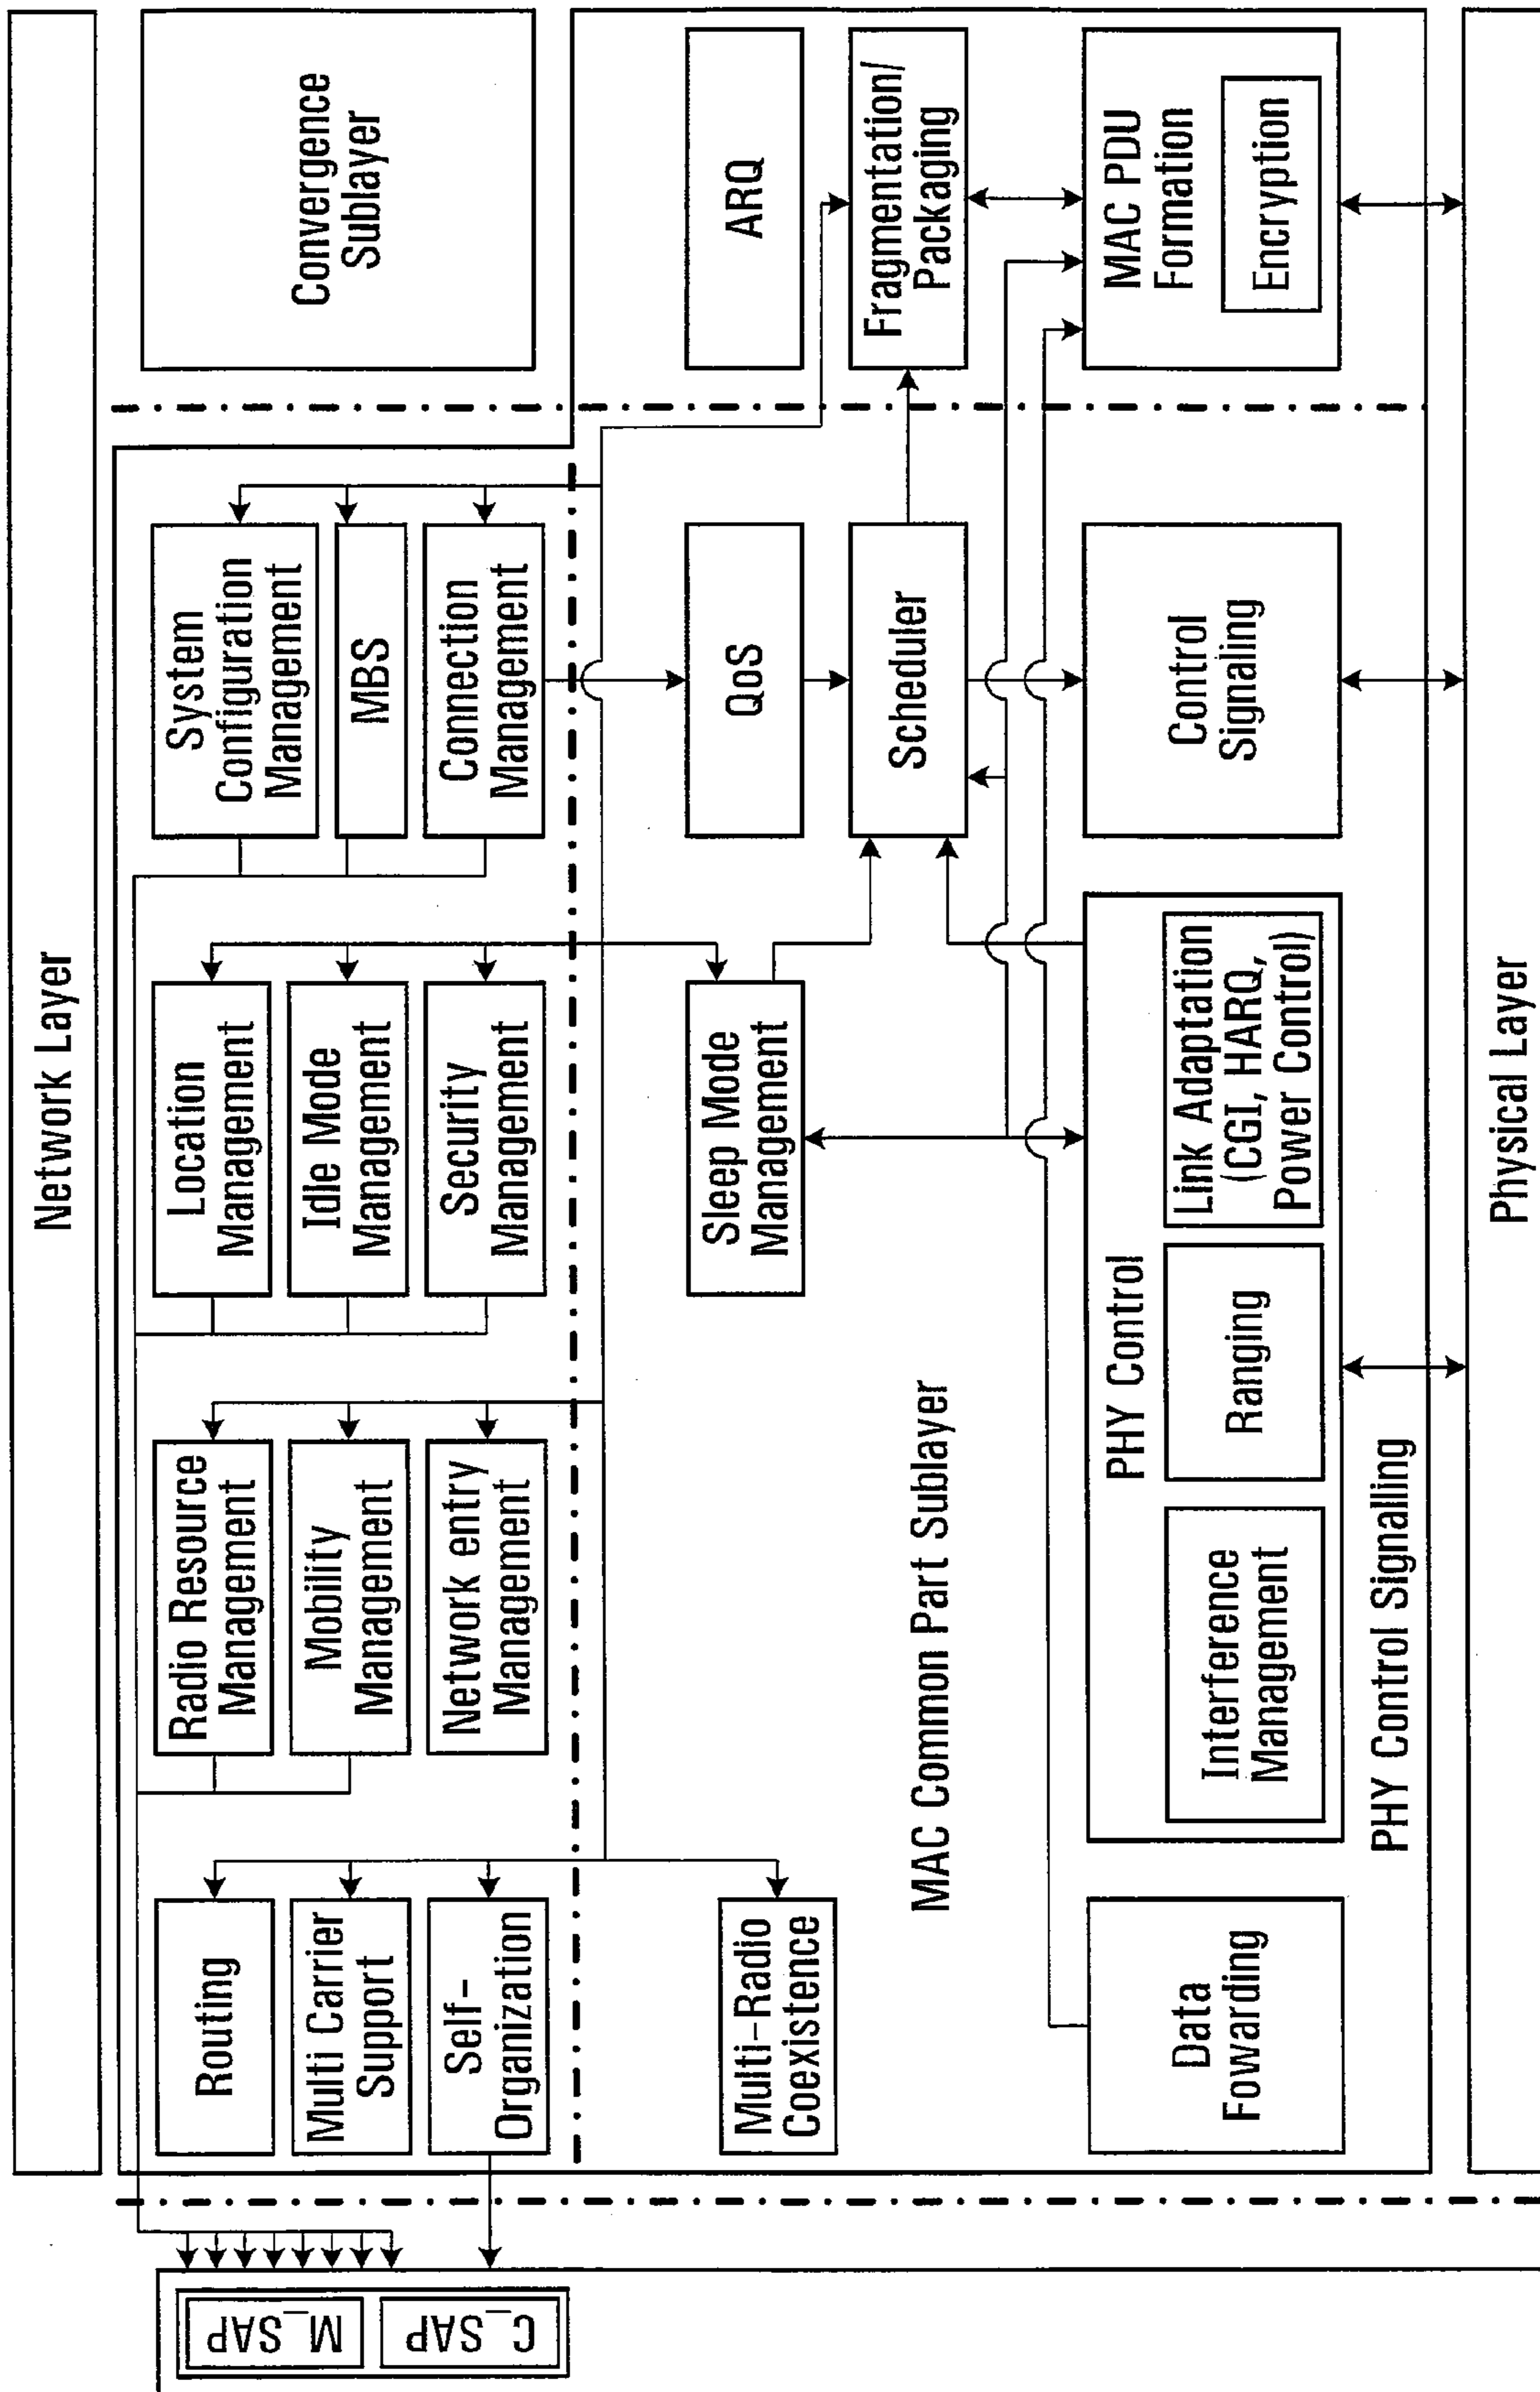 Network Layer
M_SAP
C_SAP
Routing
Multi Carrier
Support
Self-
Organization
Radio Resource
Management
Mobility
Management
Network entry
Management
Location
Management
Idle Mode
Management
Security
Management
System
Configuration
Management
MBS
Connection
Management
Convergence
Sublayer
Multi-Radio
Coexistence
Sleep Mode
Management
QoS
ARQ
MAC Common Part Sublayer
Scheduler
Fragmentation/
Packaging
Data
Fowarding
PHY Control
Interference
Management
Ranging
Link Adaptation
(CGI, HARQ,
Power Control)
Control
Signaling
MAC PDU
Formation
Encryption
PHY Control Signalling
Physical Layer